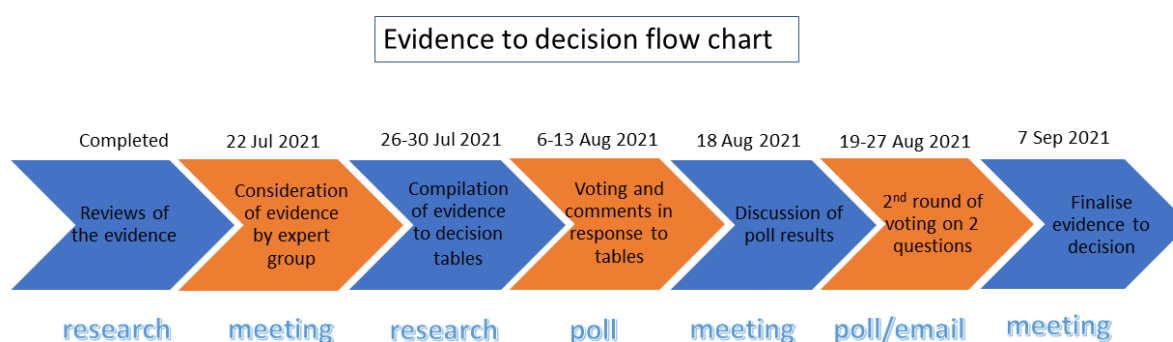 Evidence to decision flow chart
Completed
22 Jul 2021
26-30 Jul 2021
6-13 Aug 2021
18 Aug 2021
19-27 Aug 2021
7 Sep 2021
Reviews of
the evidence
Consideration
of evidence
by expert
group
Compilation
of evidence
to decision
tables
Voting and
comments in
response to
tables
Discussion of
poll results
2nd round of
voting on 2
questions
Finalise
evidence to
decision
research
meeting
research
poll
meeting
poll/email
meeting